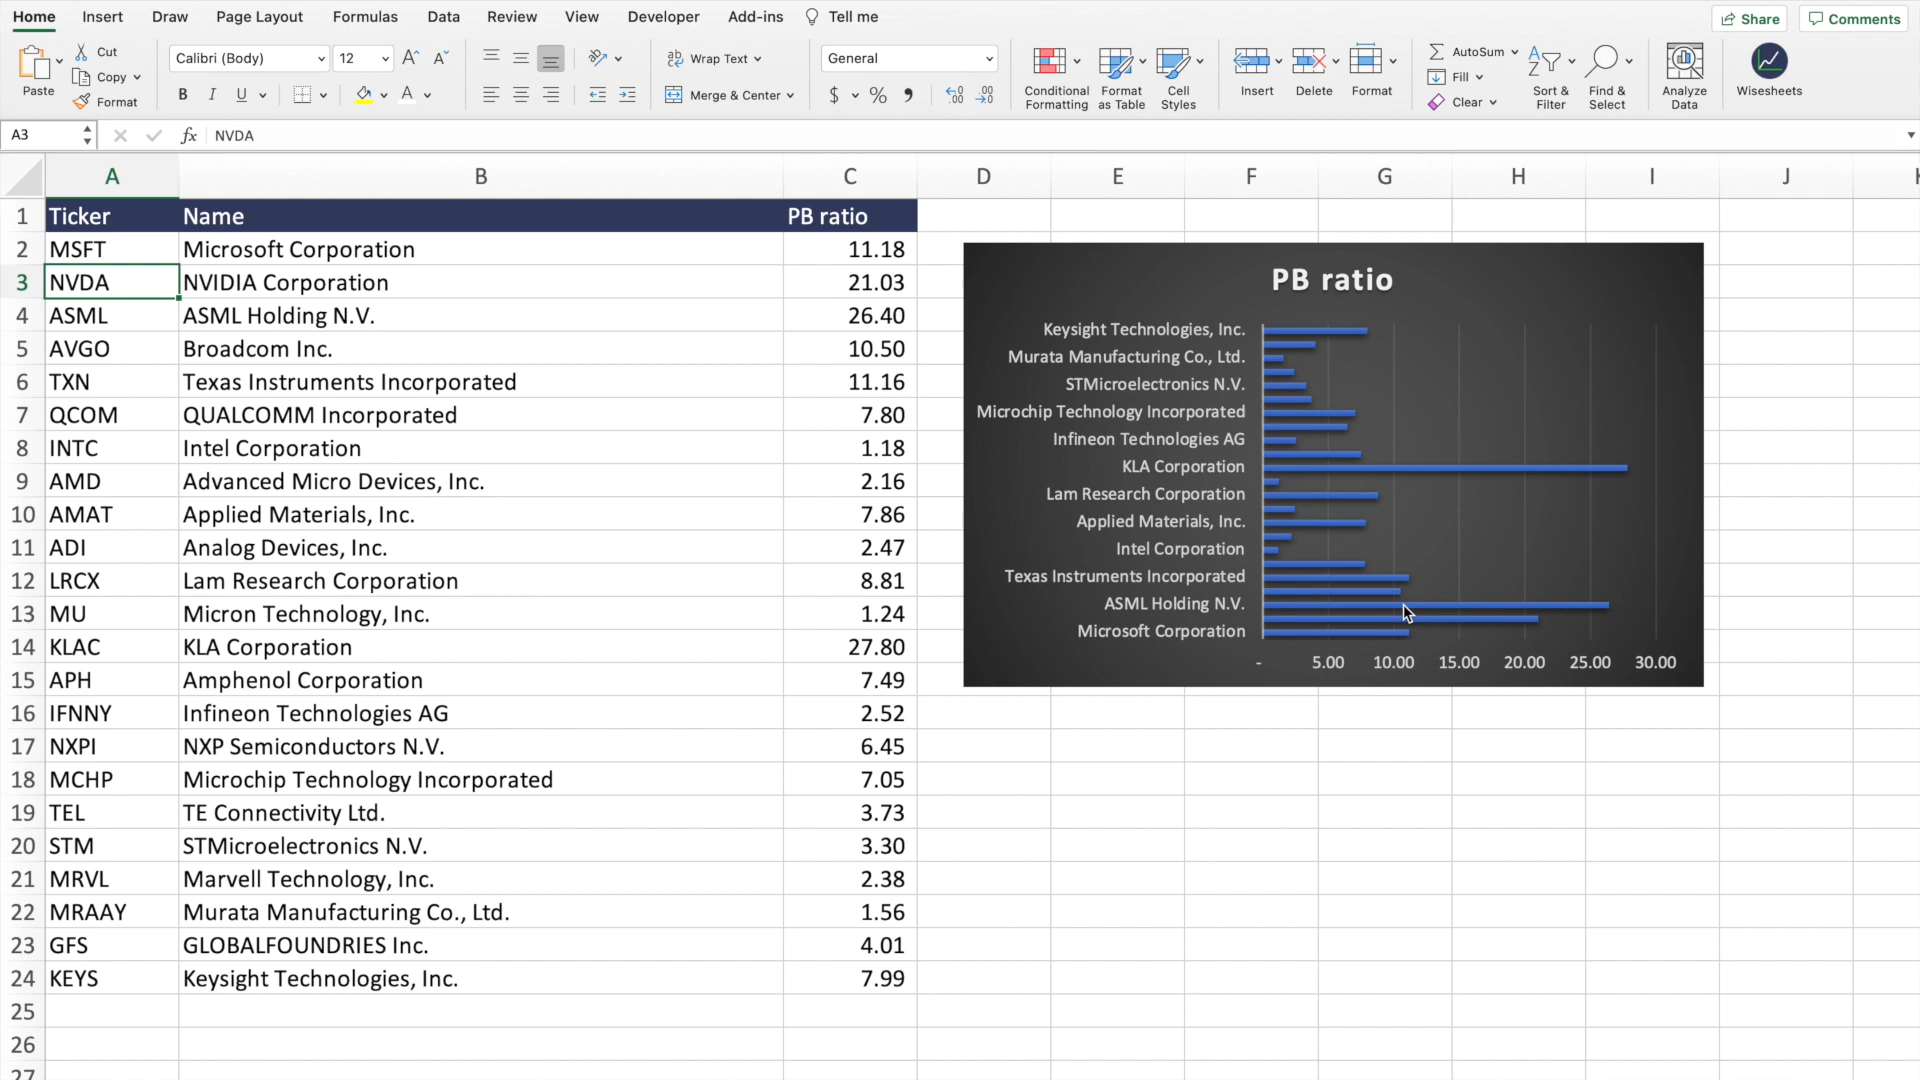 Home Insert Draw Page Layout Formulas Data Review View Developer Add-ins Tell me Share Comments
Paste Cut Copy Format
Calibri (Body) 12
B I U A
Wrap Text
Merge & Center
General
$ %
Conditional Formatting
Format as Table
Cell Styles
Insert Delete Format
AutoSum
Fill
Clear
Sort & Filter
Find & Select
Analyze Data
Wisesheets
A3 fx NVDA
A B C D E F G H I J
1 Ticker Name PB ratio
2 MSFT Microsoft Corporation 11.18
3 NVDA NVIDIA Corporation 21.03
4 ASML ASML Holding N.V. 26.40
5 AVGO Broadcom Inc. 10.50
6 TXN Texas Instruments Incorporated 11.16
7 QCOM QUALCOMM Incorporated 7.80
8 INTC Intel Corporation 1.18
9 AMD Advanced Micro Devices, Inc. 2.16
10 AMAT Applied Materials, Inc. 7.86
11 ADI Analog Devices, Inc. 2.47
12 LRCX Lam Research Corporation 8.81
13 MU Micron Technology, Inc. 1.24
14 KLAC KLA Corporation 27.80
15 APH Amphenol Corporation 7.49
16 IFNNY Infineon Technologies AG 2.52
17 NXPI NXP Semiconductors N.V. 6.45
18 MCHP Microchip Technology Incorporated 7.05
19 TEL TE Connectivity Ltd. 3.73
20 STM STMicroelectronics N.V. 3.30
21 MRVL Marvell Technology, Inc. 2.38
22 MRAAY Murata Manufacturing Co., Ltd. 1.56
23 GFS GLOBALFOUNDRIES Inc. 4.01
24 KEYS Keysight Technologies, Inc. 7.99
25
26
27
PB ratio
Keysight Technologies, Inc.
Murata Manufacturing Co., Ltd.
STMicroelectronics N.V.
Microchip Technology Incorporated
Infineon Technologies AG
KLA Corporation
Lam Research Corporation
Applied Materials, Inc.
Intel Corporation
Texas Instruments Incorporated
ASML Holding N.V.
Microsoft Corporation
- 5.00 10.00 15.00 20.00 25.00 30.00